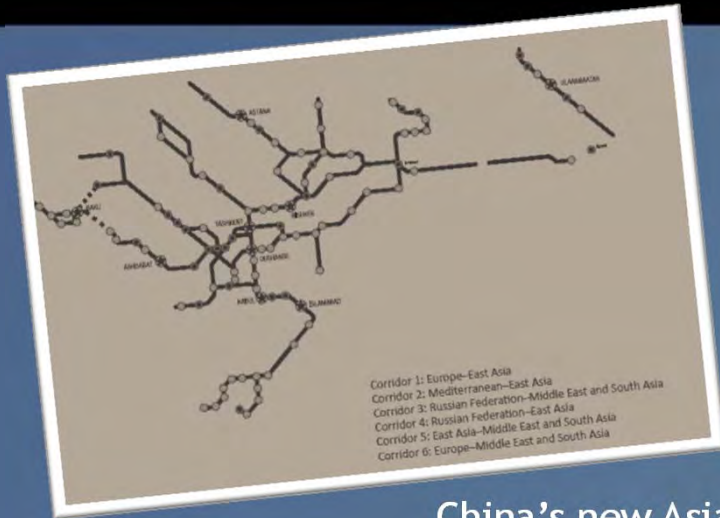 ULAANBAATAR
ASTANA
BAKU
TASHKENT
BISHKEK
ASHGABAT
DUSHANBE
KABUL
ISLAMABAD
Corridor 1: Europe–East Asia
Corridor 2: Mediterranean–East Asia
Corridor 3: Russian Federation–Middle East and South Asia
Corridor 4: Russian Federation–East Asia
Corridor 5: East Asia–Middle East and South Asia
Corridor 6: Europe–Middle East and South Asia
China's new Asia